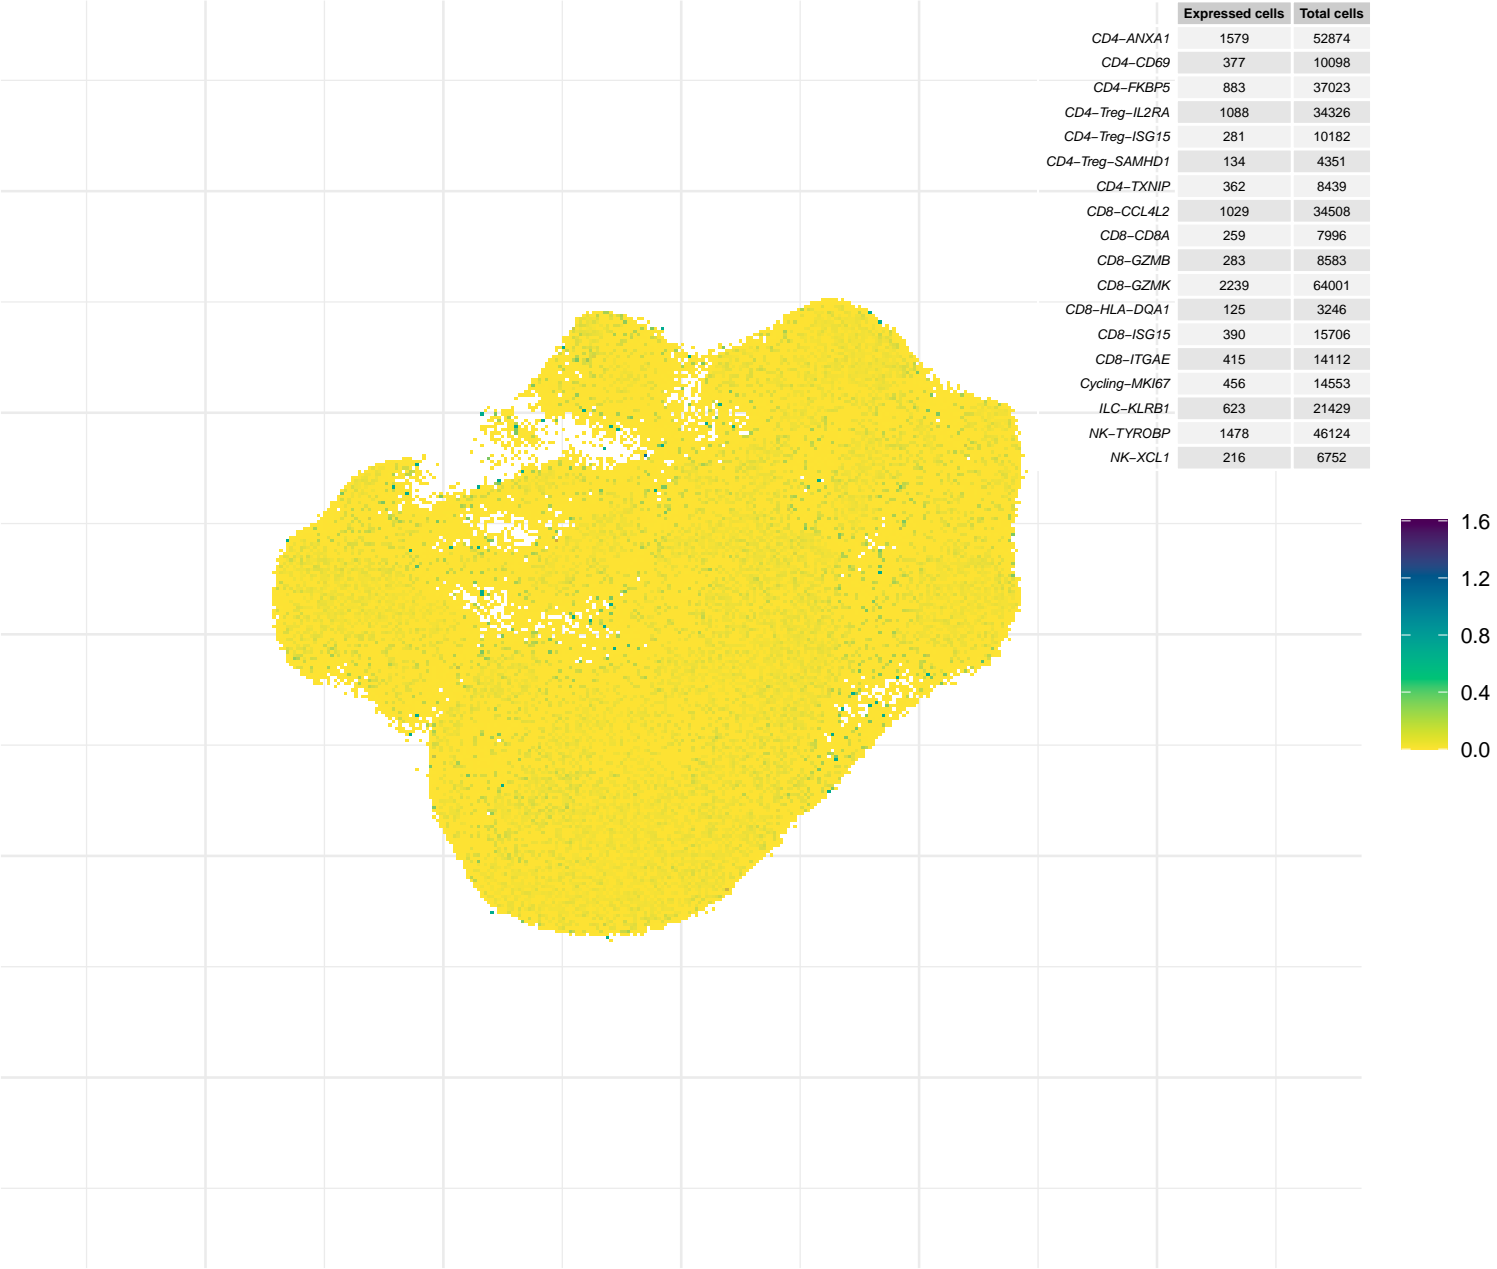 Expressed cells Total cells
CD4−ANXA1 1579 52874
CD4−CD69 377 10098
CD4−FKBP5 883 37023
CD4−Treg−IL2RA 1088 34326
CD4−Treg−ISG15 281 10182
CD4−Treg−SAMHD1 134 4351
CD4−TXNIP 362 8439
CD8−CCL4L2 1029 34508
CD8−CD8A 259 7996
CD8−GZMB 283 8583
CD8−GZMK 2239 64001
CD8−HLA−DQA1 125 3246
CD8−ISG15 390 15706
CD8−ITGAE 415 14112
Cycling−MKI67 456 14553
ILC−KLRB1 623 21429
NK−TYROBP 1478 46124
NK−XCL1 216 6752
1.6
1.2
0.8
0.4
0.0